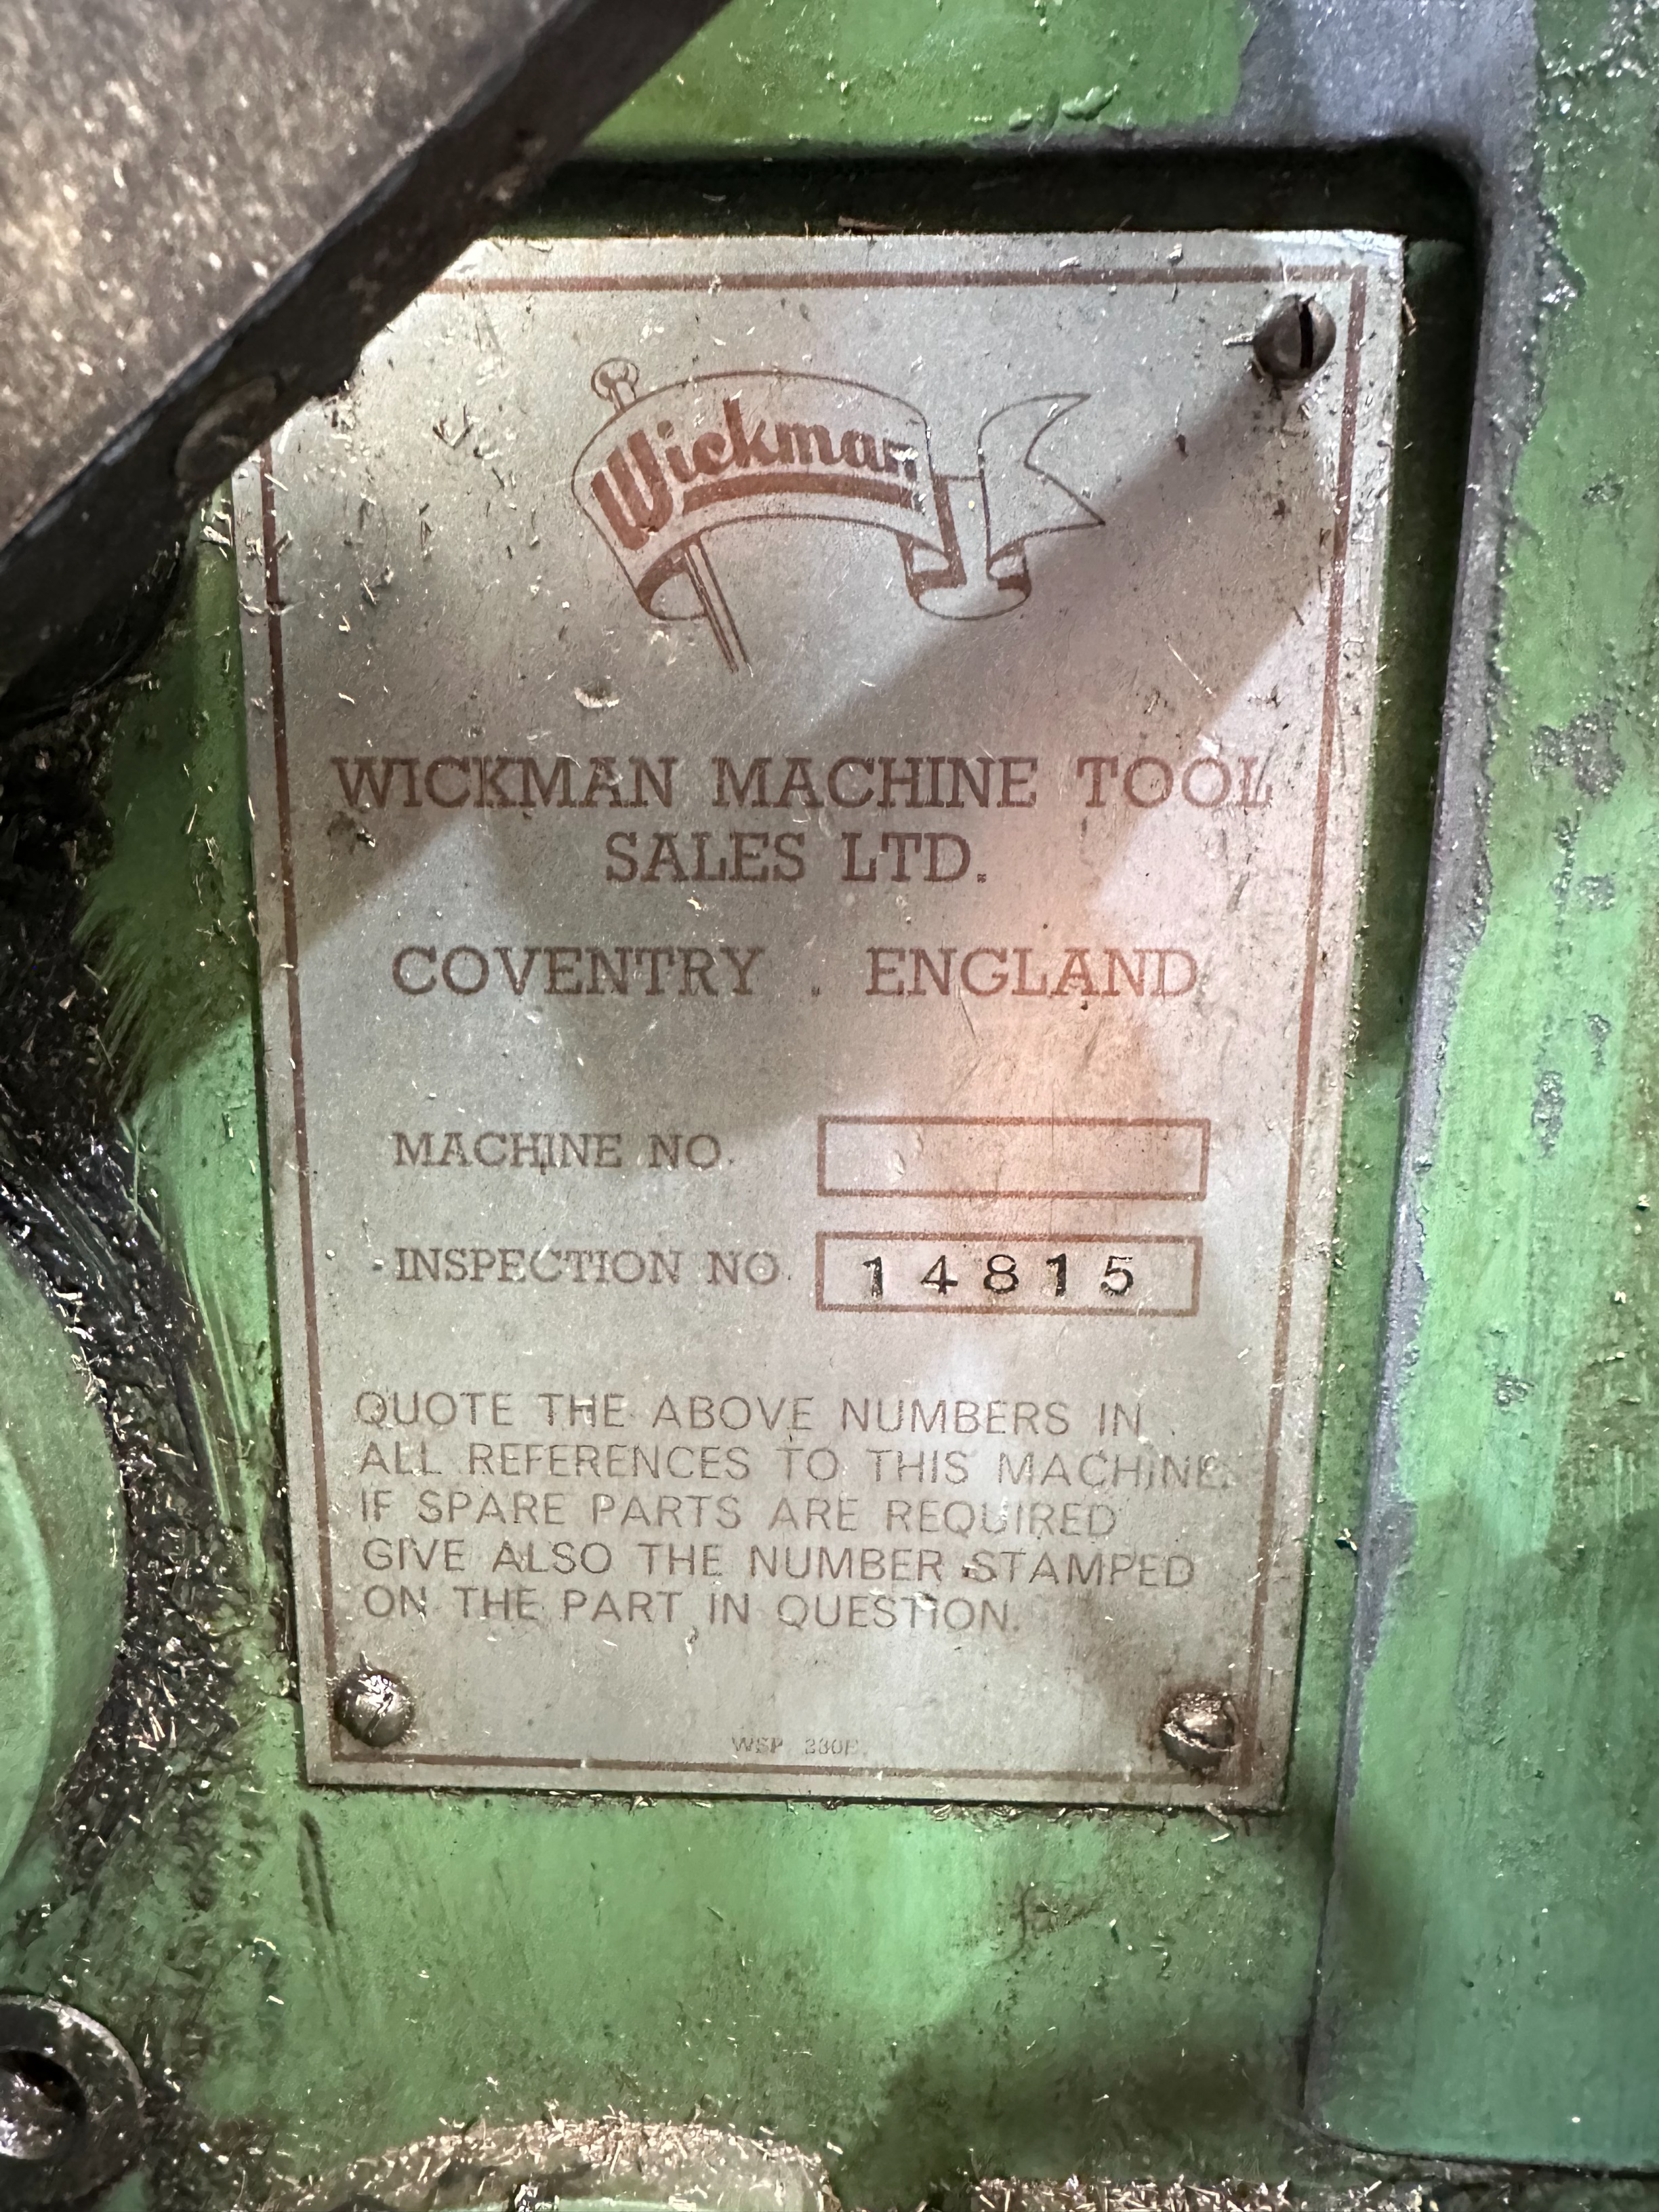 Wickman
WICKMAN MACHINE TOOL
SALES LTD.
COVENTRY . ENGLAND
MACHINE NO.
INSPECTION NO. 14815
QUOTE THE ABOVE NUMBERS IN
ALL REFERENCES TO THIS MACHINE.
IF SPARE PARTS ARE REQUIRED
GIVE ALSO THE NUMBER STAMPED
ON THE PART IN QUESTION.
WSP